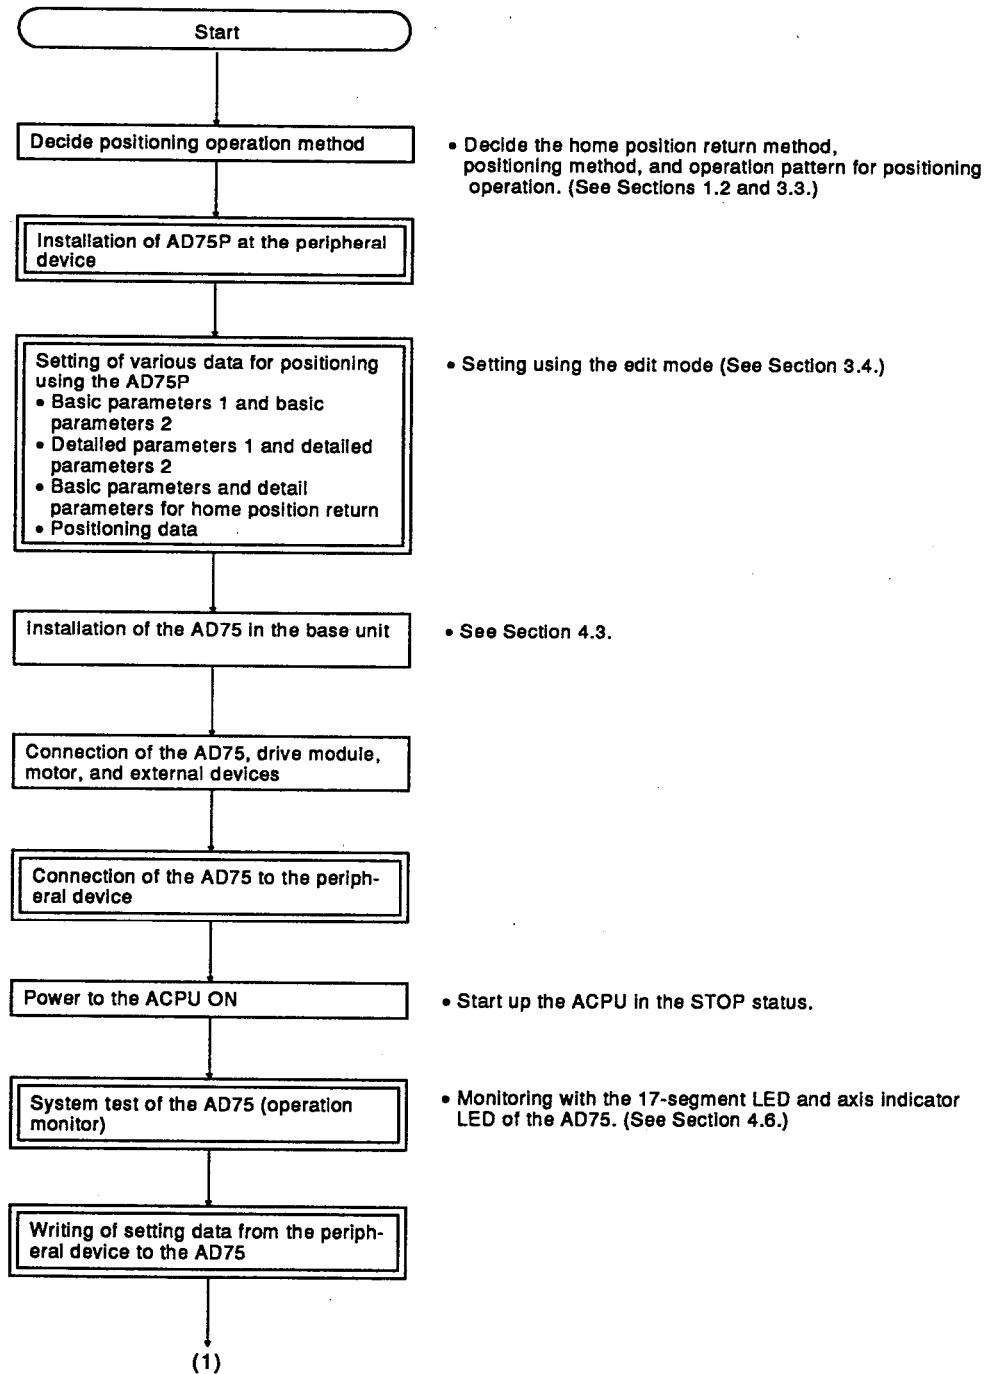 Start
Decide positioning operation method
• Decide the home position return method,
positioning method, and operation pattern for positioning
operation. (See Sections 1.2 and 3.3.)
Installation of AD75P at the peripheral
device
Setting of various data for positioning
using the AD75P
• Basic parameters 1 and basic
parameters 2
• Detailed parameters 1 and detailed
parameters 2
• Basic parameters and detail
parameters for home position return
• Positioning data
• Setting using the edit mode (See Section 3.4.)
Installation of the AD75 in the base unit
• See Section 4.3.
Connection of the AD75, drive module,
motor, and external devices
Connection of the AD75 to the periph-
eral device
Power to the ACPU ON
• Start up the ACPU in the STOP status.
System test of the AD75 (operation
monitor)
• Monitoring with the 17-segment LED and axis indicator
LED of the AD75. (See Section 4.6.)
Writing of setting data from the periph-
eral device to the AD75
(1)